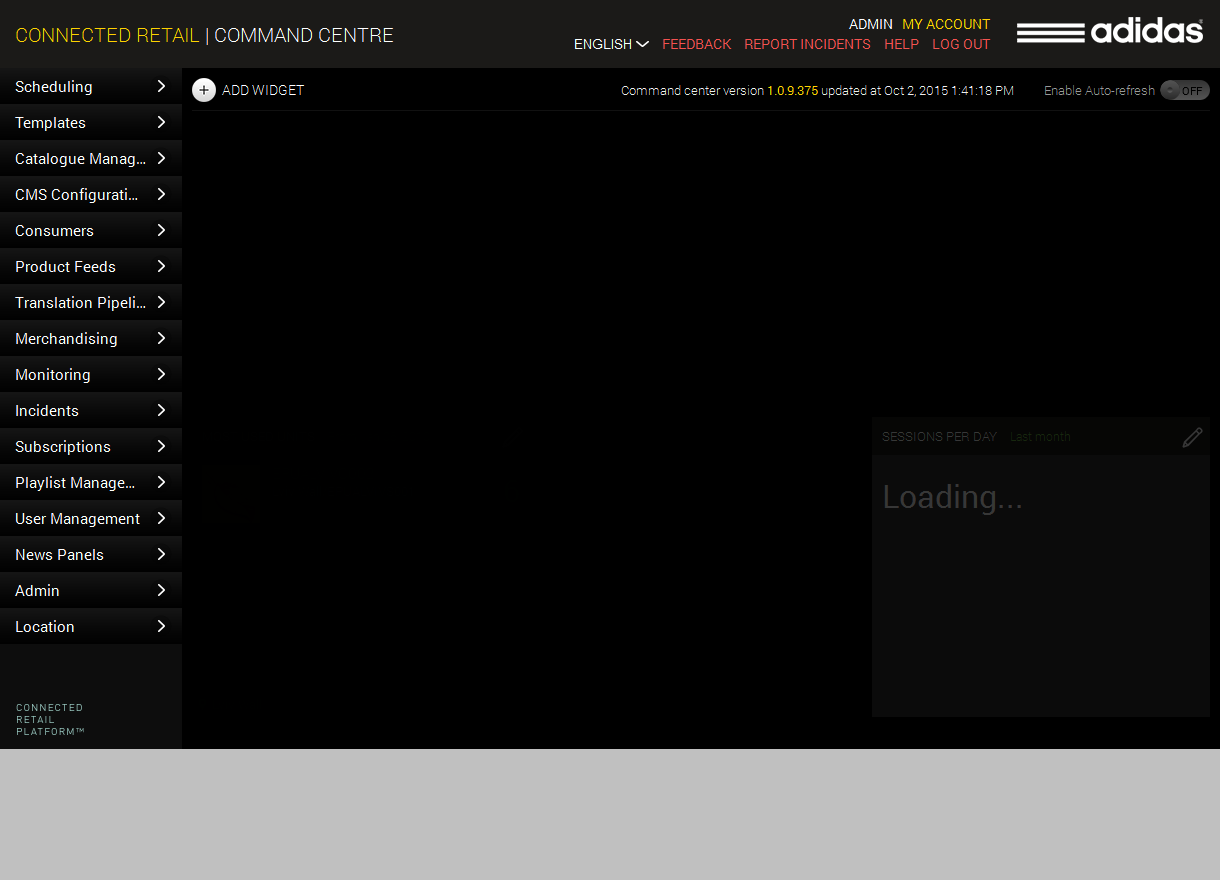 CONNECTED RETAIL | COMMAND CENTRE
ADMIN MY ACCOUNT
ENGLISH FEEDBACK REPORT INCIDENTS HELP LOG OUT
adidas
ADD WIDGET
Command center version 1.0.9.375 updated at Oct 2, 2015 1:41:18 PM
Enable Auto-refresh OFF
Scheduling
Templates
Catalogue Manag...
CMS Configurati...
Consumers
Product Feeds
Translation Pipeli...
Merchandising
Monitoring
Incidents
Subscriptions
Playlist Manage...
User Management
News Panels
Admin
Location
SESSIONS PER DAY Last month
Loading...
CONNECTED
RETAIL
PLATFORM™